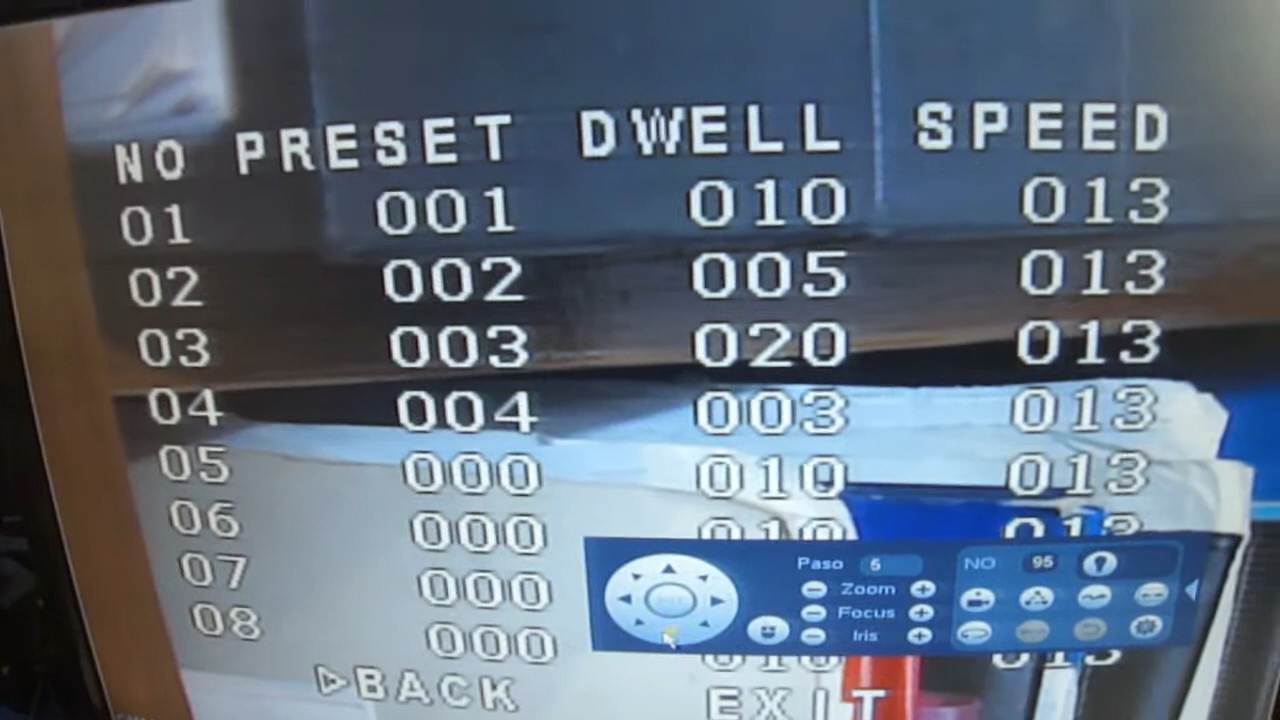 NO PRESET DWELL SPEED
01 001 010 013
02 002 005 013
03 003 020 013
04 004 003 013
05 000 010 013
06 000 010 013
07 000
08 000 010 013
▷BACK EXIT
Paso 5
Zoom
Focus
Iris
NO 95